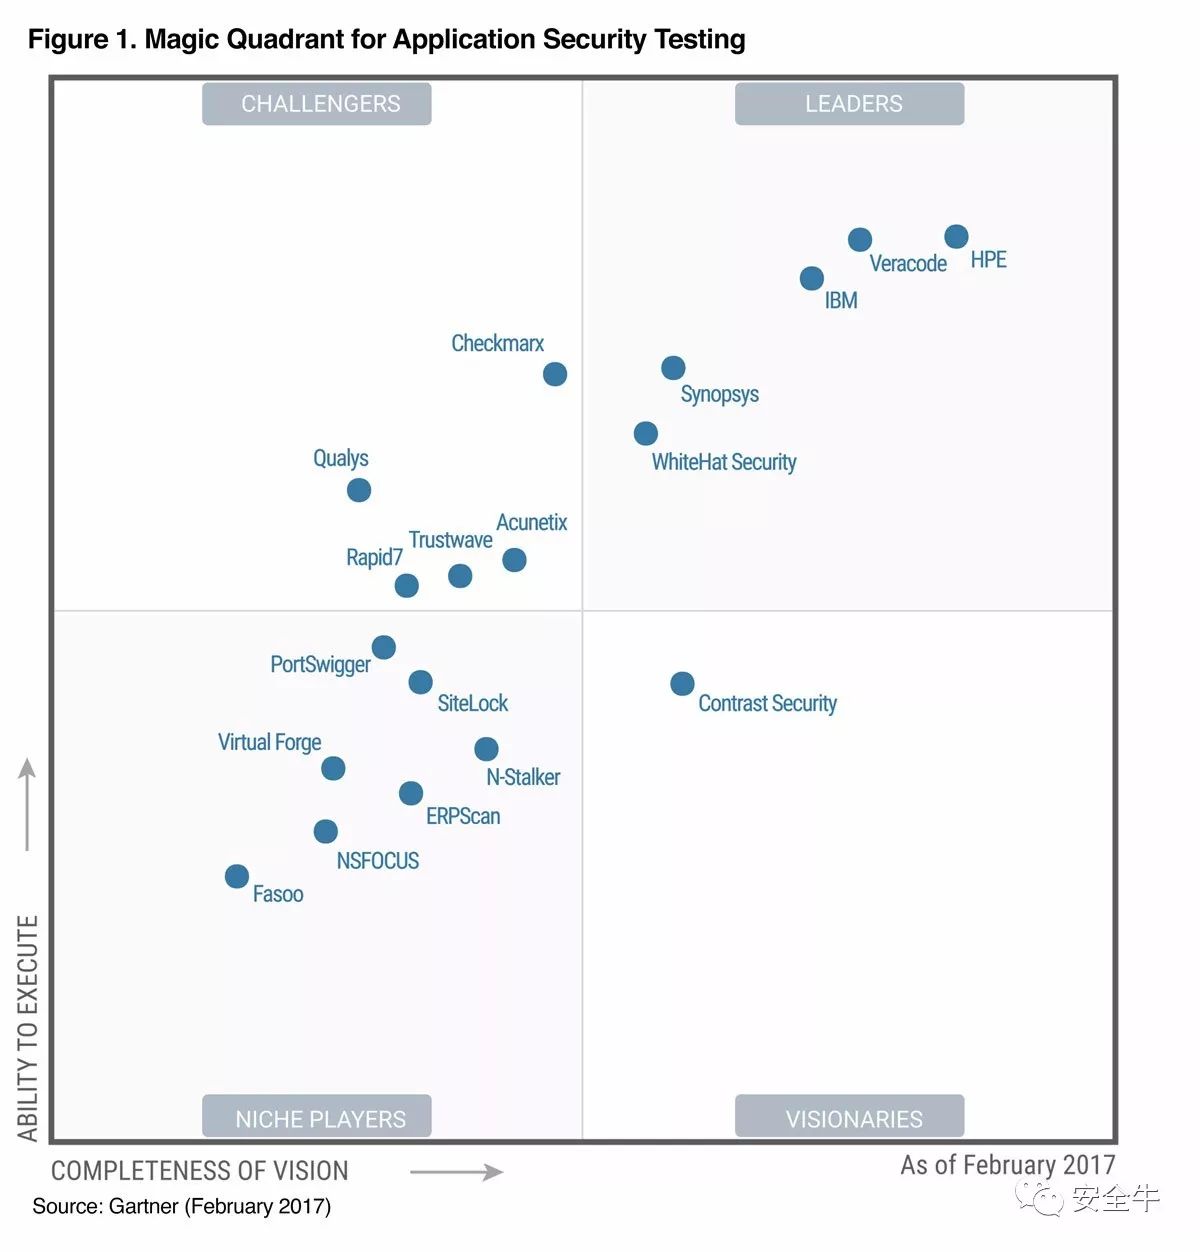 Figure 1. Magic Quadrant for Application Security Testing
CHALLENGERS
LEADERS
Veracode
HPE
IBM
Checkmarx
Synopsys
WhiteHat Security
Qualys
Acunetix
Trustwave
Rapid7
PortSwigger
SiteLock
Contrast Security
Virtual Forge
N-Stalker
ERPScan
NSFOCUS
Fasoo
ABILITY TO EXECUTE
NICHE PLAYERS
VISIONARIES
COMPLETENESS OF VISION
As of February 2017
Source: Gartner (February 2017)
安全牛